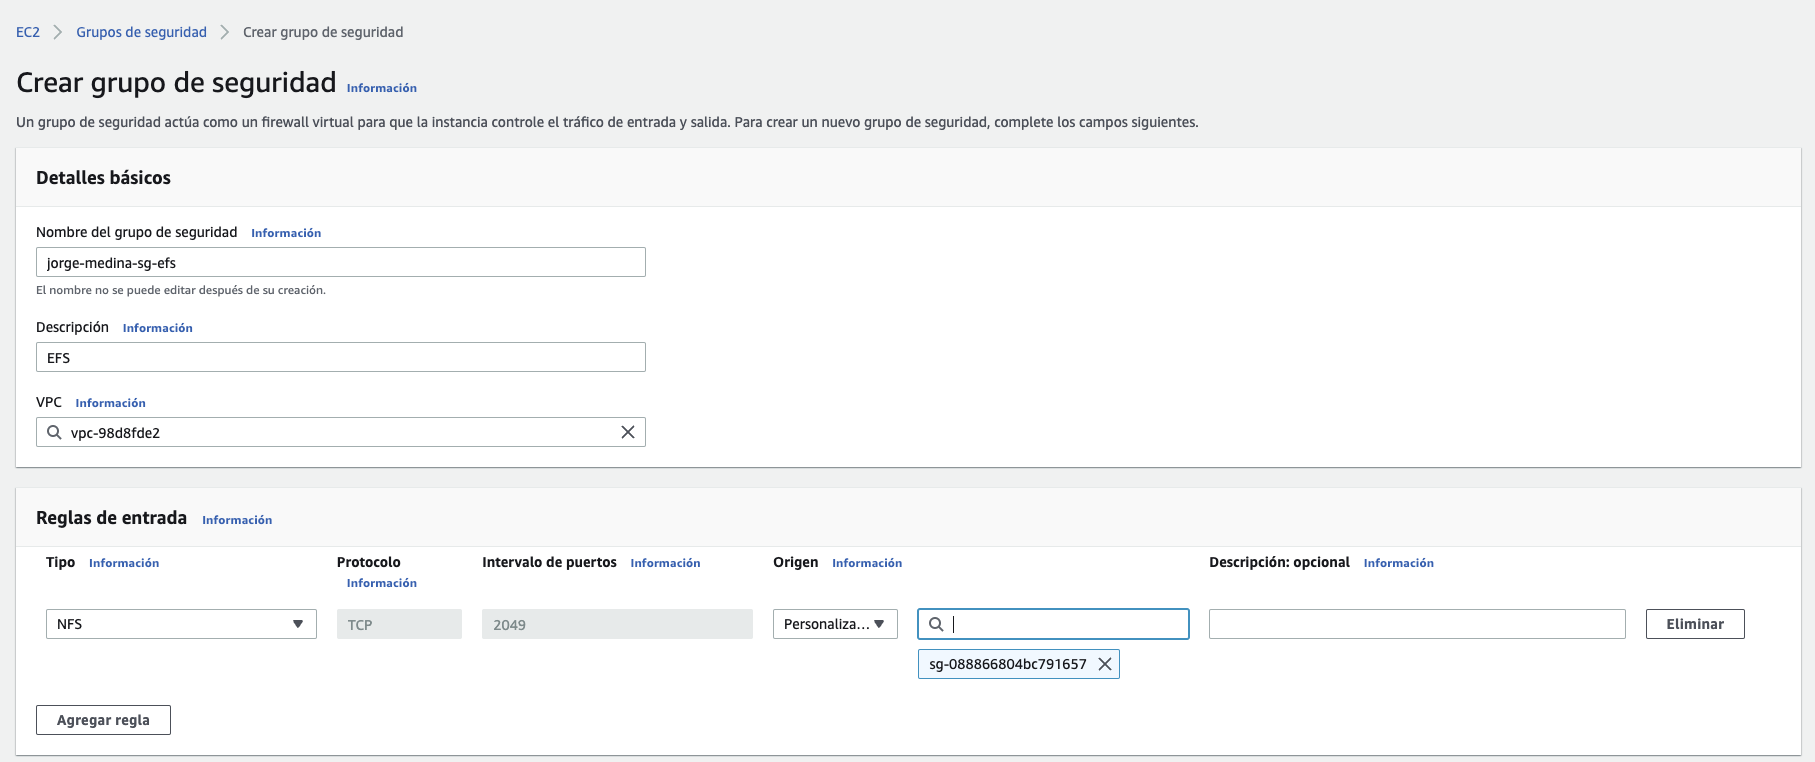 EC2 > Grupos de seguridad > Crear grupo de seguridad
Crear grupo de seguridad Información
Un grupo de seguridad actúa como un firewall virtual para que la instancia controle el tráfico de entrada y salida. Para crear un nuevo grupo de seguridad, complete los campos siguientes.
Detalles básicos
Nombre del grupo de seguridad Información
jorge-medina-sg-efs
El nombre no se puede editar después de su creación.
Descripción Información
EFS
VPC Información
vpc-98d8fde2
Reglas de entrada Información
Tipo Información Protocolo Intervalo de puertos Información Origen Información Descripción: opcional Información
Información
NFS TCP 2049 Personaliza... Eliminar
sg-088866804bc791657
Agregar regla